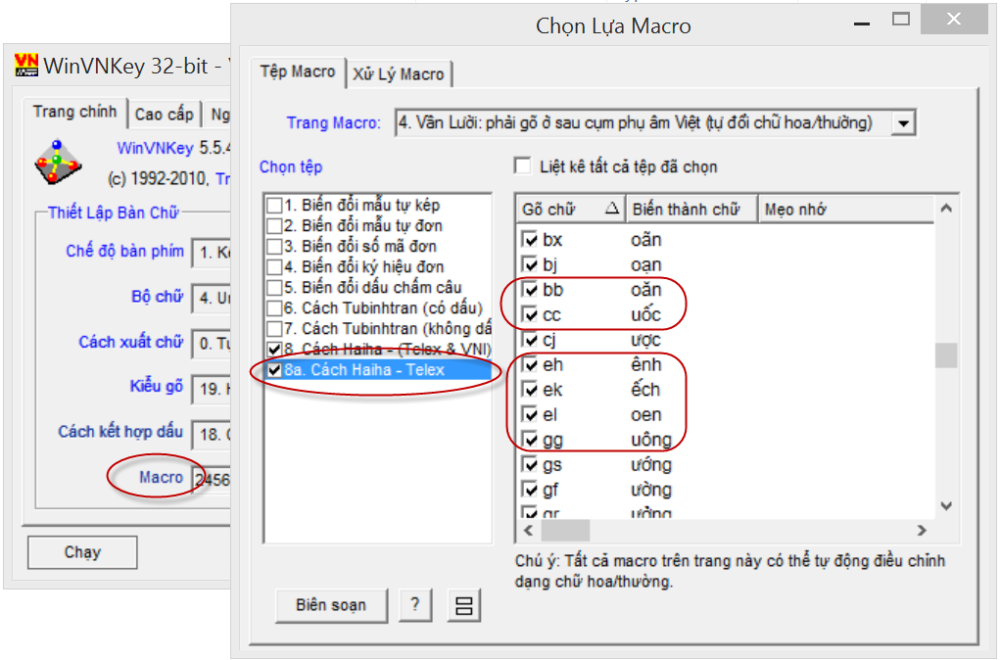 Chọn Lựa Macro
WinVNKey 32-bit -
Tệp Macro
Xử Lý Macro
Trang chính
Cao cấp
Trang Macro:
4. Vần Lười: phải gõ ở sau cụm phụ âm Việt (tự đổi chữ hoa/thường)
WinVNKey 5.5.4
(c) 1992-2010,
Thiết Lập Bàn Chữ
Chế độ bàn phím
Bộ chữ
Cách xuất chữ
Kiểu gõ
19.
Cách kết hợp dấu
Macro
2456
Chạy
Chọn tệp
1. Biến đổi mẫu tự kép
2. Biến đổi mẫu tự đơn
3. Biến đổi số mã đơn
4. Biến đổi ký hiệu đơn
5. Biến đổi dấu chấm câu
6. Cách Tubinhtran (có dấu)
7. Cách Tubinhtran (không dấ
8. Cách Haiha - (Telex & VNI)
8a. Cách Haiha - Telex
Liệt kê tất cả tệp đã chọn
Gõ chữ
Biến thành chữ
Mẹo nhớ
bx oãn
bj oạn
bb oăn
cc uốc
cj ược
eh ênh
ek ếch
el oen
gg uông
gs ướng
gf ường
gr ưởng
Chú ý: Tất cả macro trên trang này có thể tự động điều chỉnh
dạng chữ hoa/thường.
Biên soạn
?